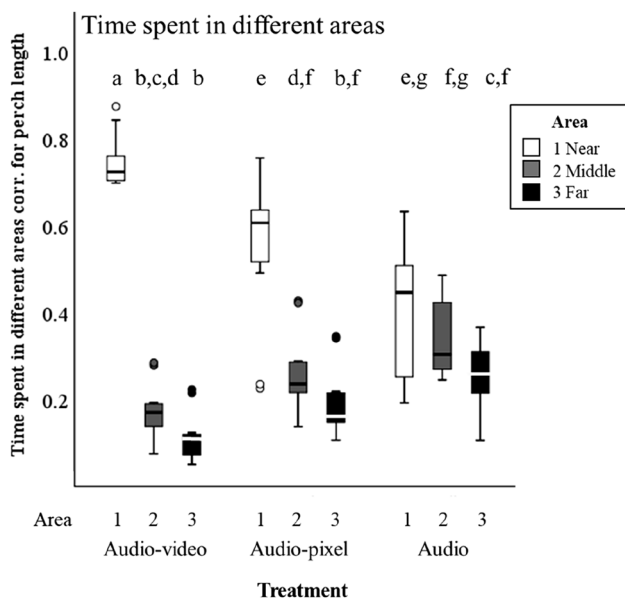 Time spent in different areas
Time spent in different areas corr. for perch length
1.0
0.8
0.6
0.4
0.2
a b,c,d b e d,f b,f e,g f,g c,f
Area
1 Near
2 Middle
3 Far
Area 1 2 3 1 2 3 1 2 3
Audio-video Audio-pixel Audio
Treatment